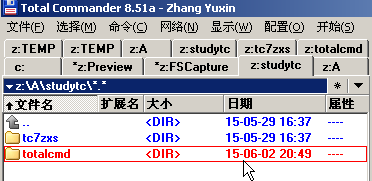 Total Commander 8.51a - Zhang Yuxin
文件(F) 选择(M) 命令(C) 网络(N) 显示(W) 配置(O) 开始(S)
z:TEMP z:TEMP z:A z:studytc z:tc7zxs z:totalcmd
c: *z:Preview *z:FSCapture z:studytc z:A
z:\A\studytc\*.* * ▼
↑文件名 扩展名 大小 日期 属性
.. <DIR> 15-05-29 16:37 ----
tc7zxs <DIR> 15-05-29 16:37 ----
totalcmd <DIR> 15-06-02 20:49 ----